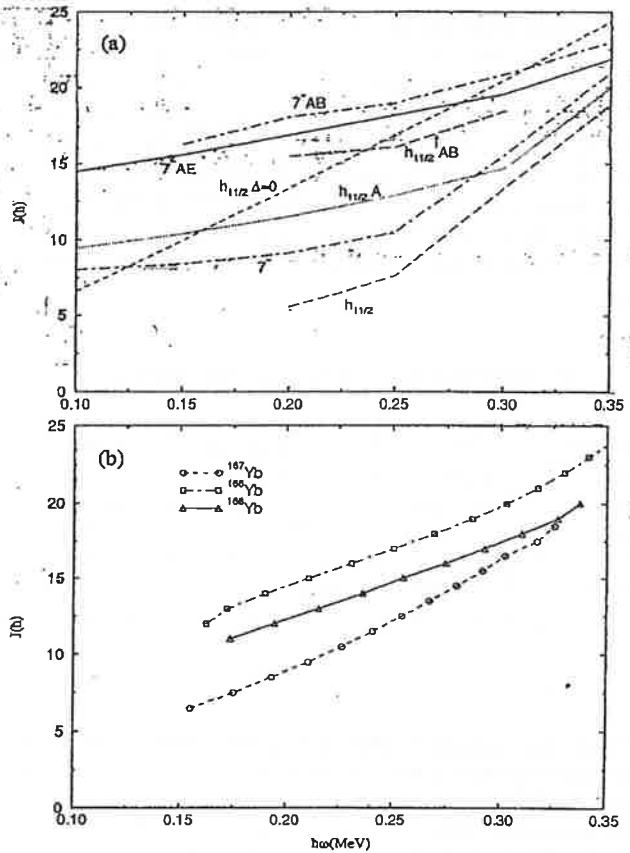 25
(a)
20
15
10
5
0
7⁻AB
7⁻AE
h₁₁/₂ AB
h₁₁/₂ Δ=0
h₁₁/₂ A
7⁻
h₁₁/₂
I(ħ)
0.10 0.15 0.20 0.25 0.30 0.35
25
(b)
20
15
10
5
0
¹⁶⁷Yb
¹⁶⁶Yb
¹⁶⁸Yb
I(ħ)
0.10 0.15 0.20 0.25 0.30 0.35
ħω(MeV)